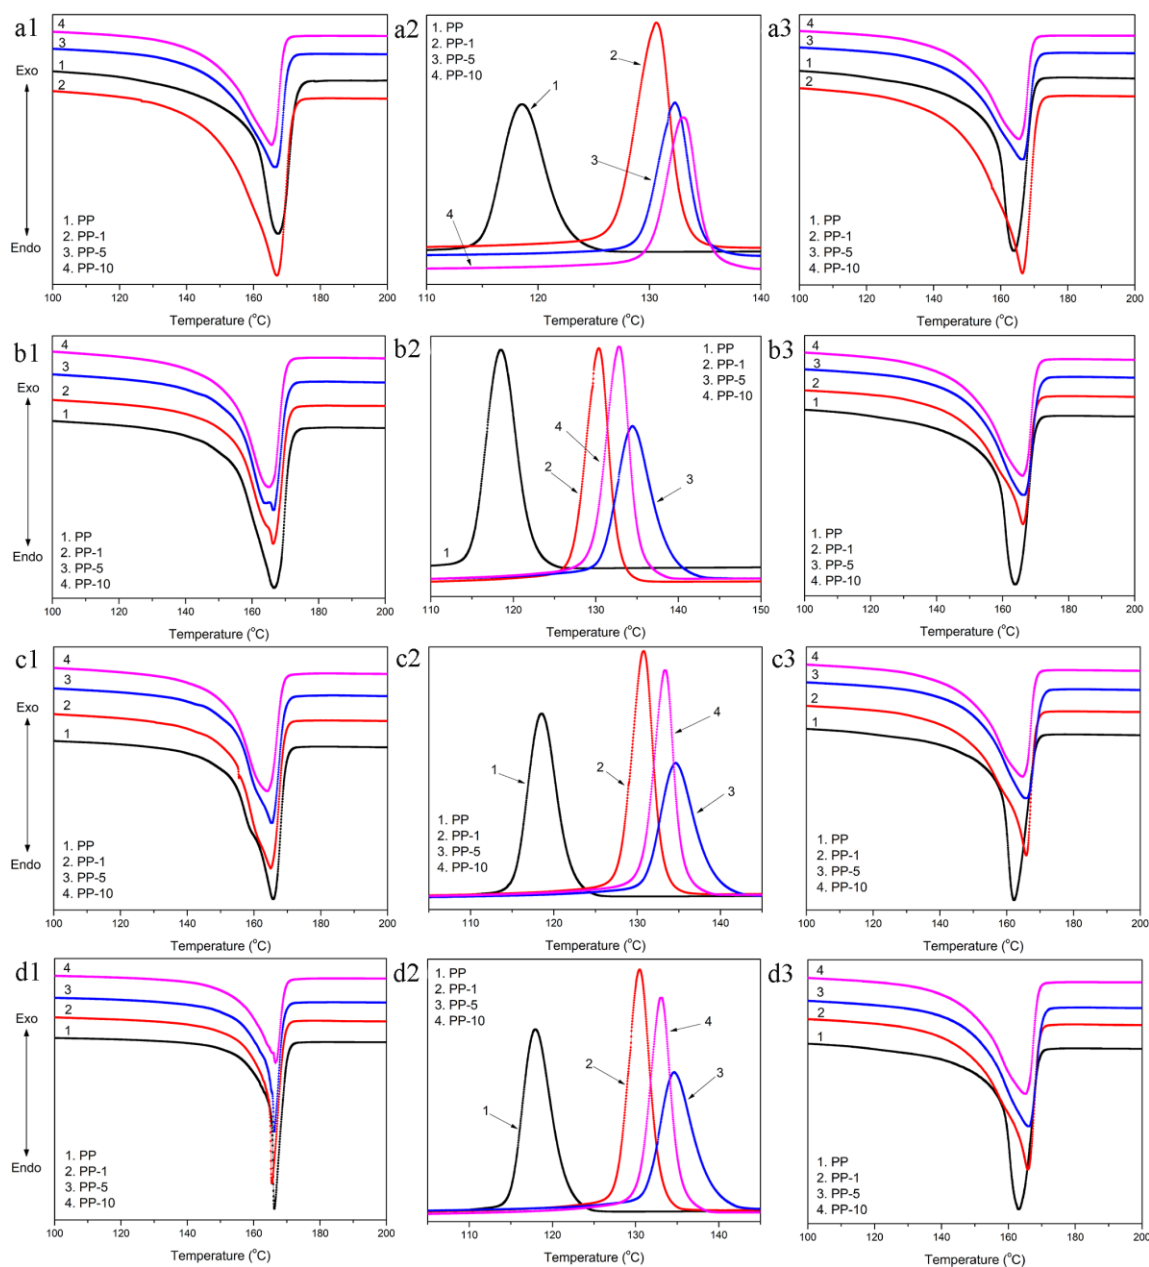 a1
4
3
Exo
1
2
Endo
1. PP
2. PP-1
3. PP-5
4. PP-10
100 120 140 160 180 200
Temperature (°C)
a2
1. PP
2. PP-1
3. PP-5
4. PP-10
2
1
3
4
110 120 130 140
Temperature (°C)
a3
4
3
1
2
1. PP
2. PP-1
3. PP-5
4. PP-10
100 120 140 160 180 200
Temperature (°C)
b1
4
Exo
3
2
1
Endo
1. PP
2. PP-1
3. PP-5
4. PP-10
100 120 140 160 180 200
Temperature (°C)
b2
1. PP
2. PP-1
3. PP-5
4. PP-10
4
2
3
1
110 120 130 140 150
Temperature (°C)
b3
4
3
2
1
1. PP
2. PP-1
3. PP-5
4. PP-10
100 120 140 160 180 200
Temperature (°C)
c1
4
3
Exo
2
1
Endo
1. PP
2. PP-1
3. PP-5
4. PP-10
100 120 140 160 180 200
Temperature (°C)
c2
4
1
2
3
1. PP
2. PP-1
3. PP-5
4. PP-10
110 120 130 140
Temperature (°C)
c3
4
3
2
1
1. PP
2. PP-1
3. PP-5
4. PP-10
100 120 140 160 180 200
Temperature (°C)
d1
4
3
Exo
2
1
Endo
1. PP
2. PP-1
3. PP-5
4. PP-10
100 120 140 160 180 200
Temperature (°C)
d2
1. PP
2. PP-1
3. PP-5
4. PP-10
4
2
3
1
110 120 130 140
Temperature (°C)
d3
4
3
2
1
1. PP
2. PP-1
3. PP-5
4. PP-10
100 120 140 160 180 200
Temperature (°C)